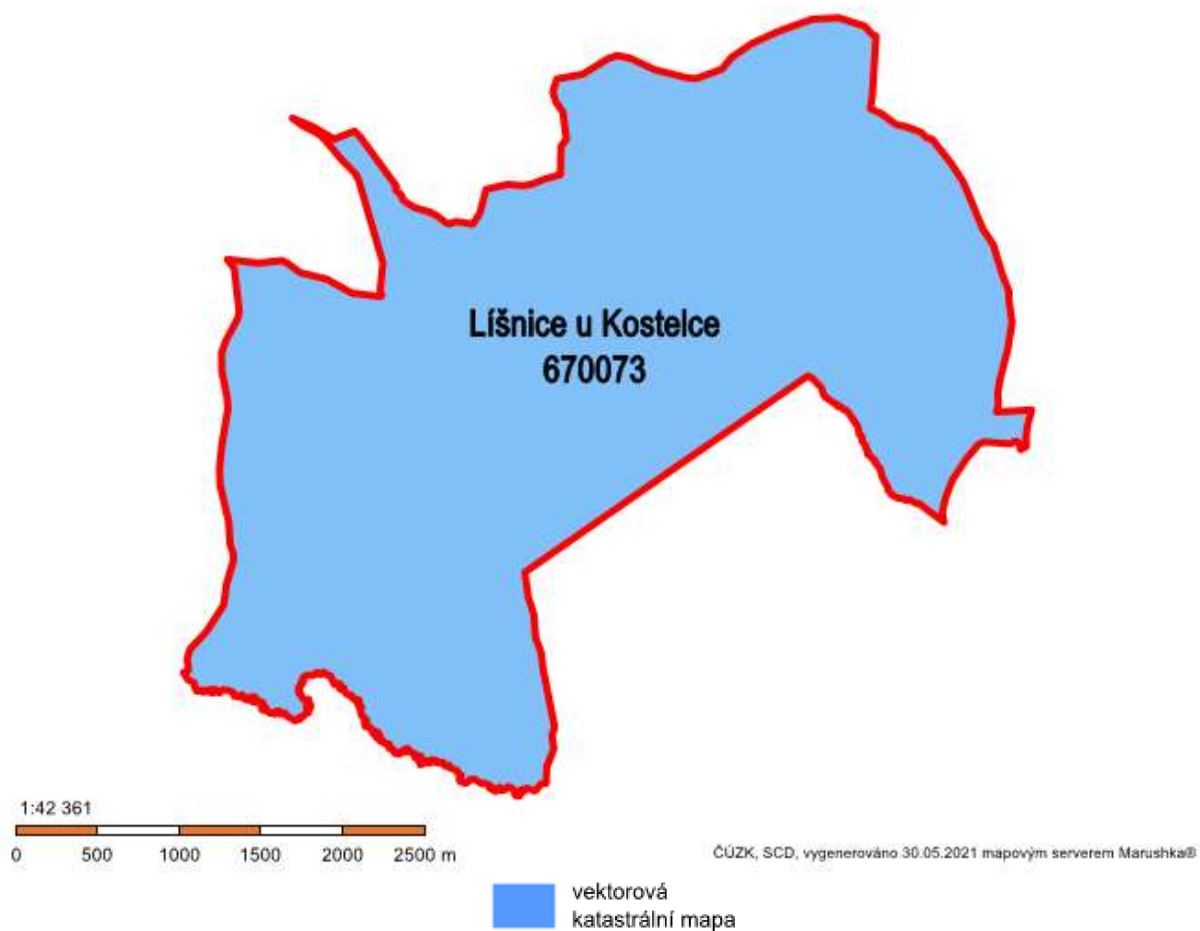 Líšnice u Kostelce
670073
1:42 361
0 500 1000 1500 2000 2500 m
ČÚZK, SCD, vygenerováno 30.05.2021 mapovým serverem Marushka®
vektorová
katastrální mapa